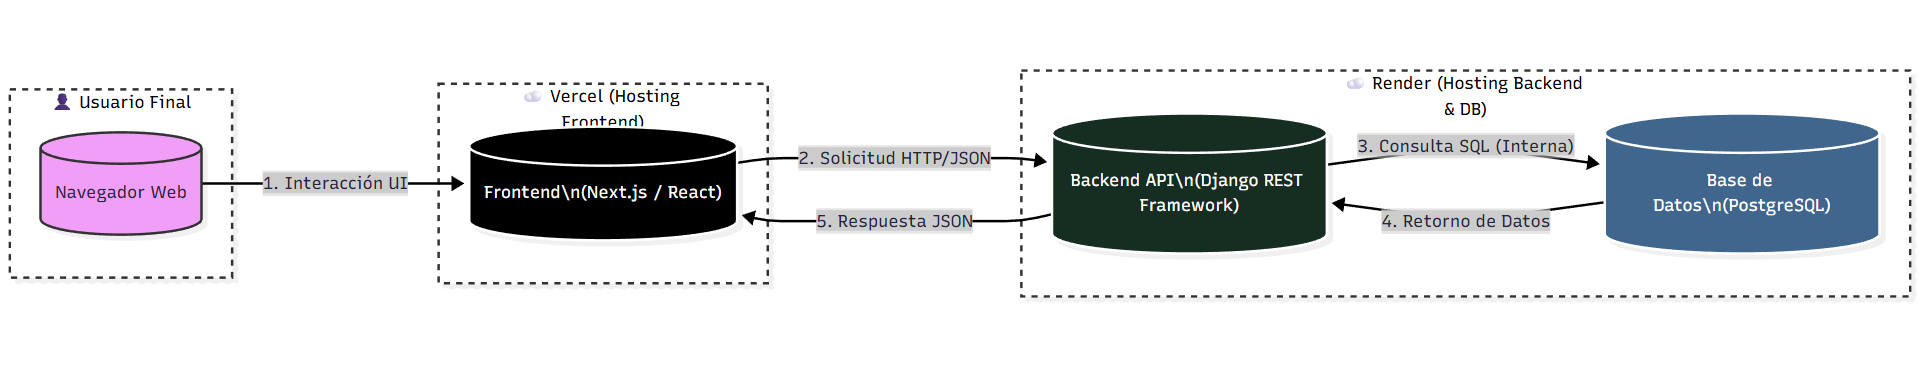 👤 Usuario Final
Navegador Web
1. Interacción UI
☁️ Vercel (Hosting
Frontend)
Frontend\n(Next.js / React)
2. Solicitud HTTP/JSON
5. Respuesta JSON
☁️ Render (Hosting Backend
& DB)
Backend API\n(Django REST
Framework)
3. Consulta SQL (Interna)
4. Retorno de Datos
Base de
Datos\n(PostgreSQL)